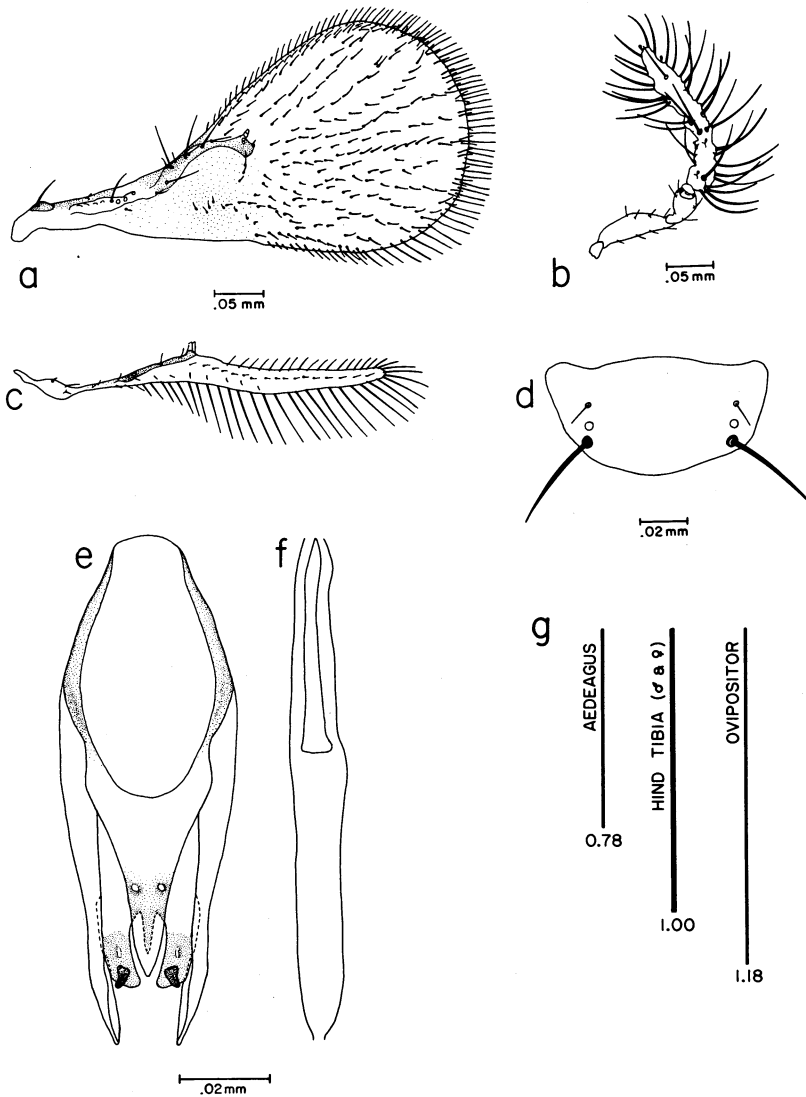 a
.05 mm
b
.05 mm
c
d
.02 mm
e
f
g
AEDEAGUS
0.78
HIND TIBIA (♂ & ♀)
1.00
OVIPOSITOR
1.18
.02 mm